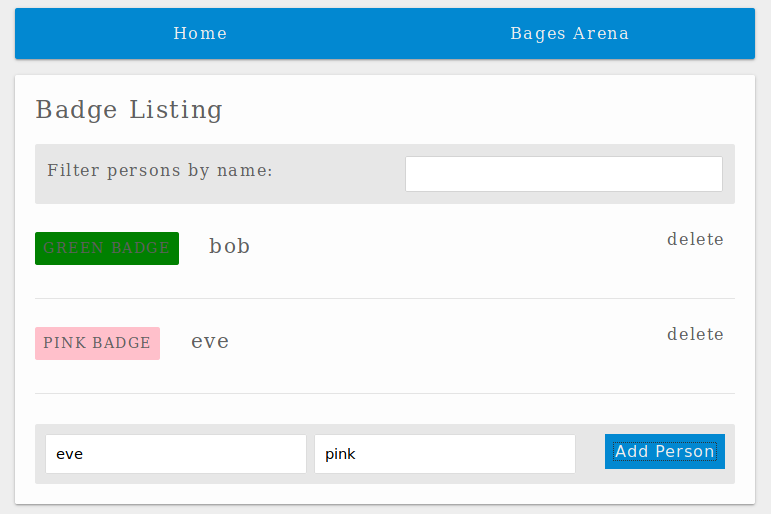 Home Bages Arena
Badge Listing
Filter persons by name:
GREEN BADGE bob delete
PINK BADGE eve delete
eve pink Add Person